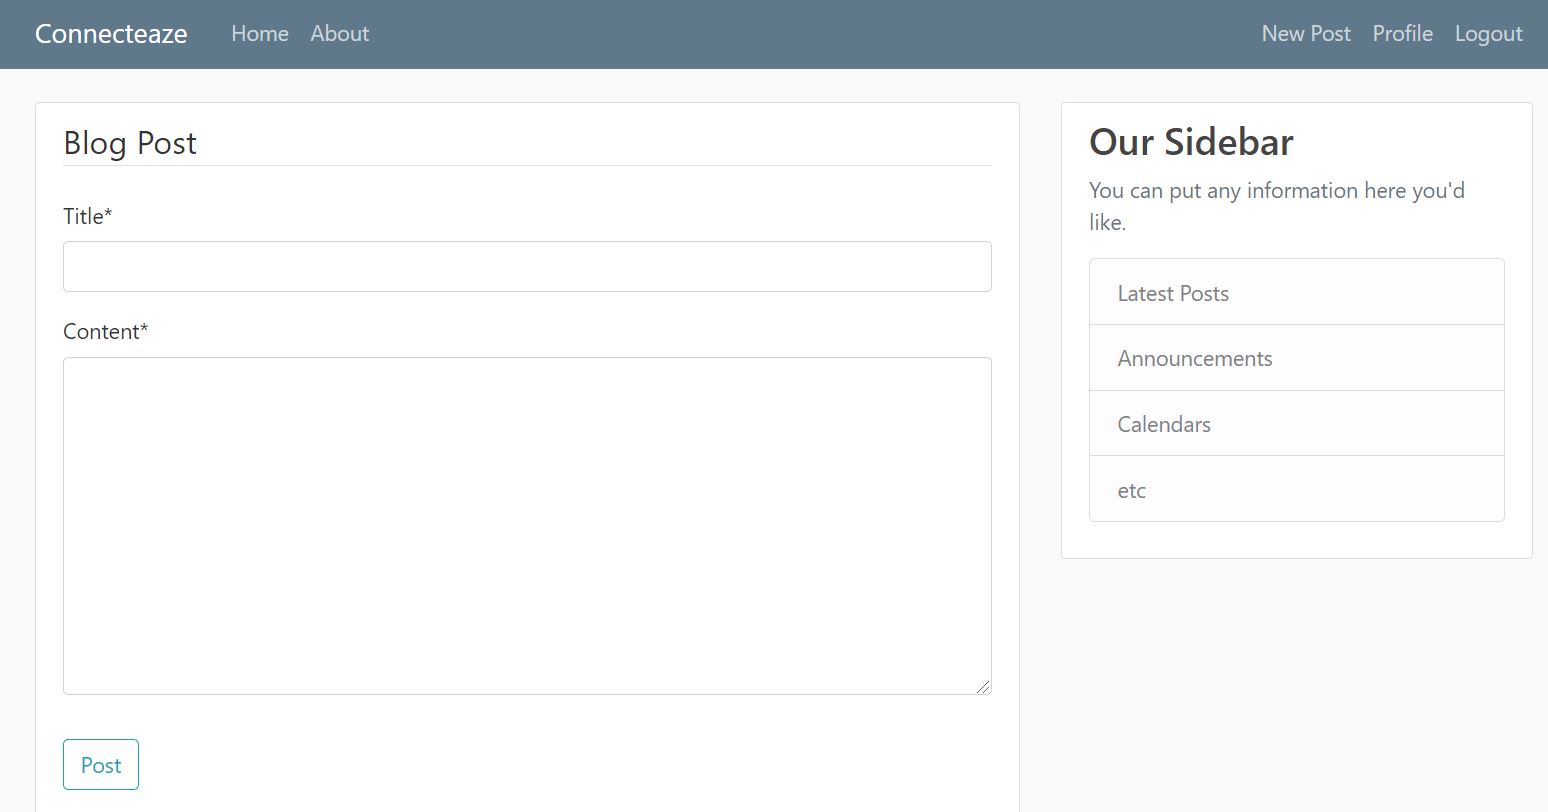 Connecteaze Home About New Post Profile Logout
Blog Post
Title*
Content*
Post
Our Sidebar
You can put any information here you'd
like.
Latest Posts
Announcements
Calendars
etc